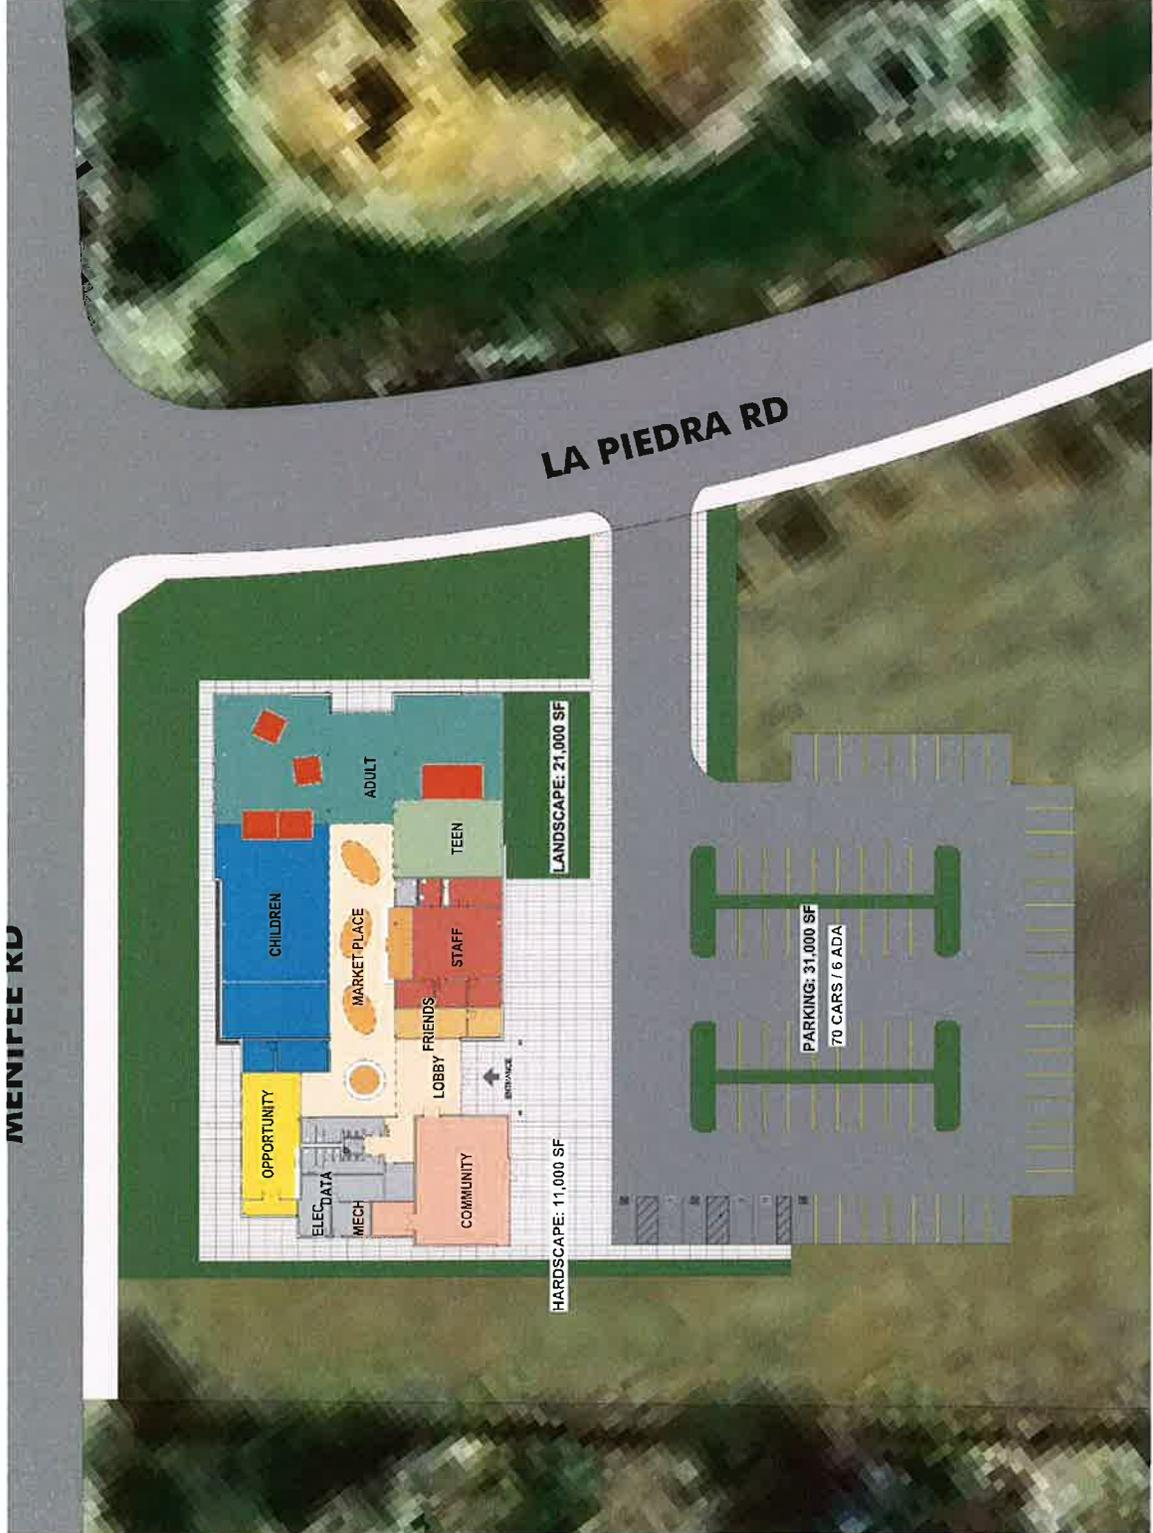 LA PIEDRA RD
MENIFEE RD
ADULT
TEEN
LANDSCAPE: 21,000 SF
CHILDREN
MARKET PLACE
STAFF
FRIENDS
LOBBY
ENTRANCE
OPPORTUNITY
ELEC
DATA
MECH
COMMUNITY
HARDSCAPE: 11,000 SF
PARKING: 31,000 SF
70 CARS / 6 ADA